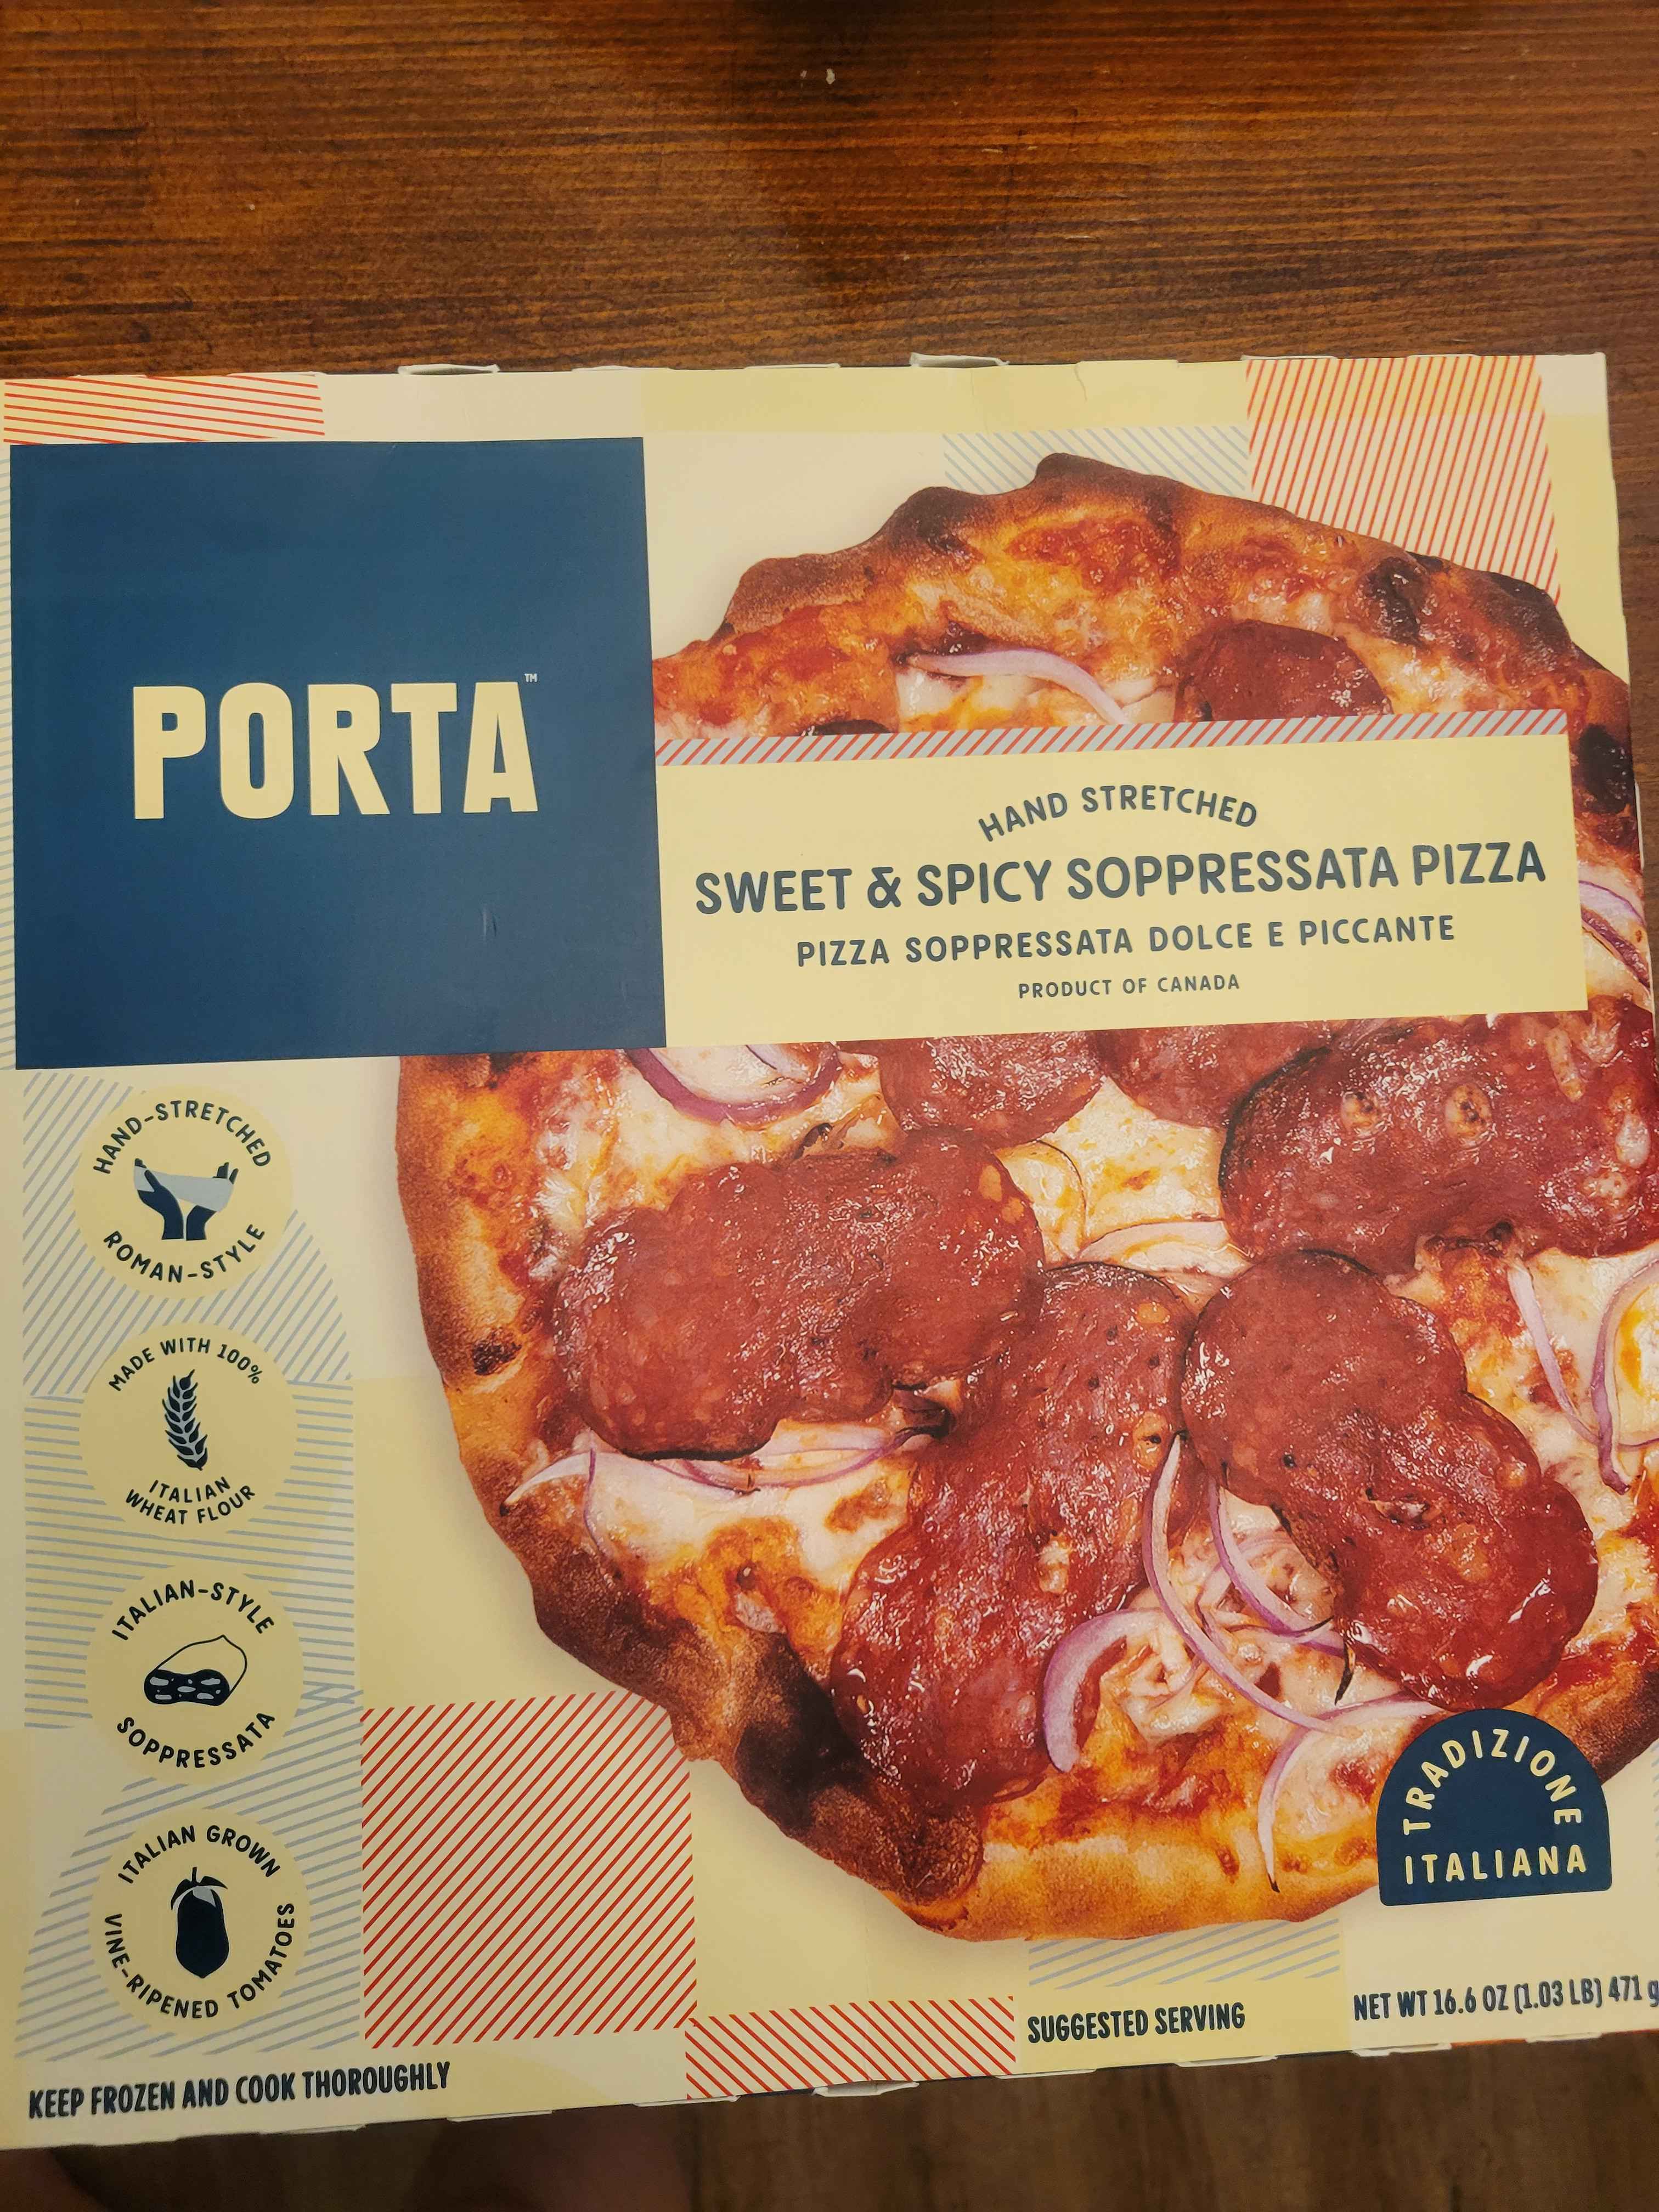 PORTA™
HAND STRETCHED
SWEET & SPICY SOPPRESSATA PIZZA
PIZZA SOPPRESSATA DOLCE E PICCANTE
PRODUCT OF CANADA
HAND-STRETCHED
ROMAN-STYLE
MADE WITH 100%
ITALIAN
WHEAT FLOUR
ITALIAN-STYLE
SOPPRESSATA
ITALIAN GROWN
VINE-RIPENED TOMATOES
TRADIZIONE
ITALIANA
SUGGESTED SERVING
NET WT 16.6 OZ (1.03 LB) 471 g
KEEP FROZEN AND COOK THOROUGHLY